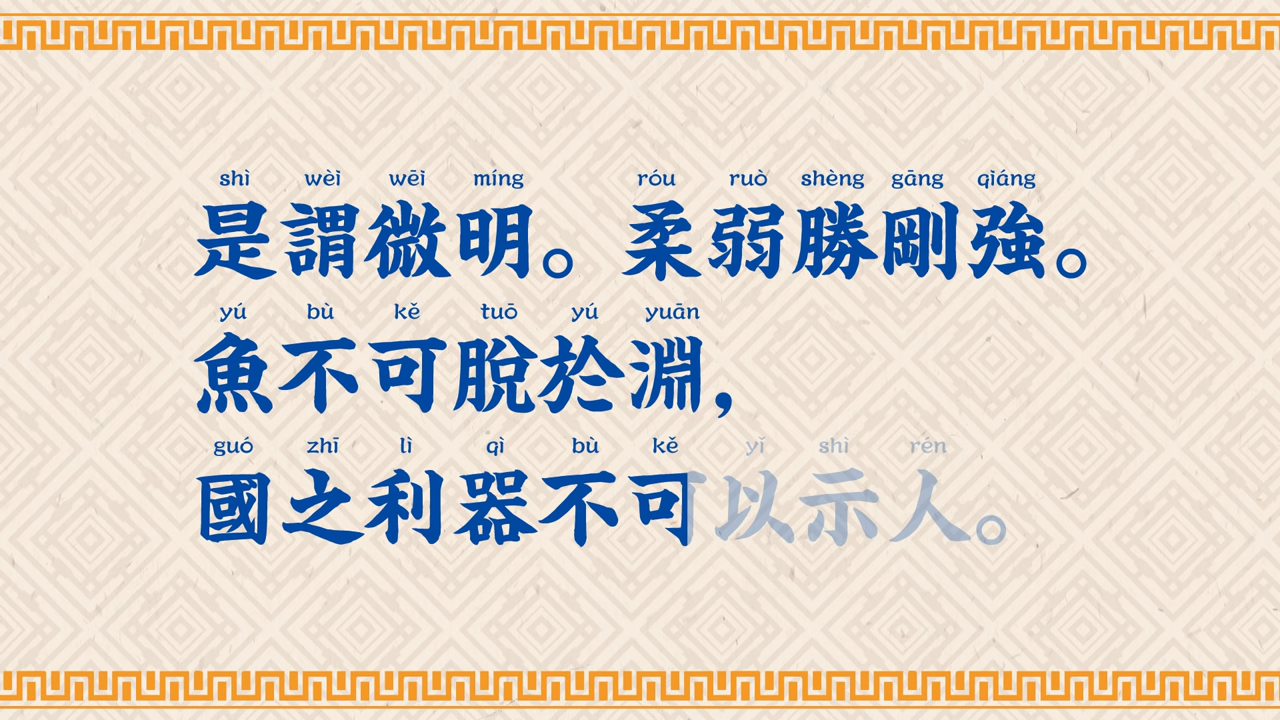 shì wèi wēi míng róu ruò shèng gāng qiáng
是謂微明。柔弱勝剛強。
yú bù kě tuō yú yuān
魚不可脫於淵，
guó zhī lì qì bù kě yǐ shì rén
國之利器不可以示人。